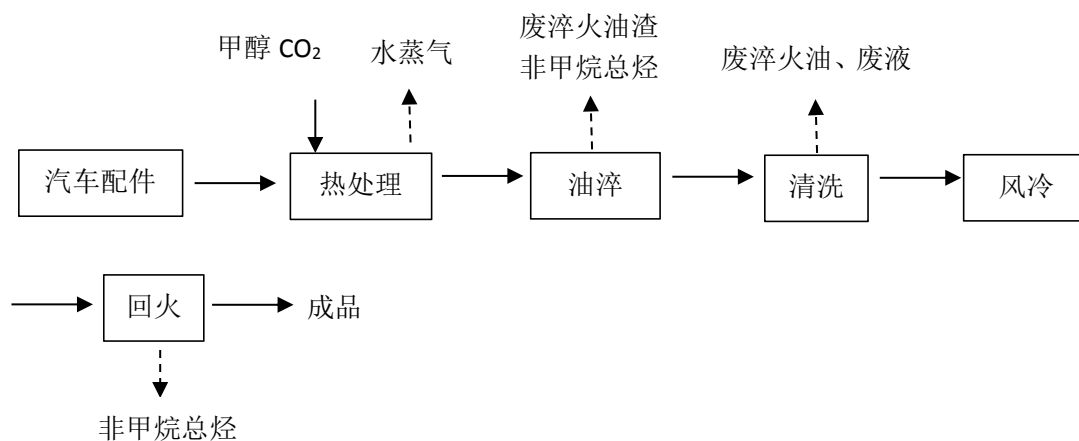 甲醇 CO₂
水蒸气
废淬火油渣
非甲烷总烃
废淬火油、废液
汽车配件
热处理
油淬
清洗
风冷
回火
成品
非甲烷总烃